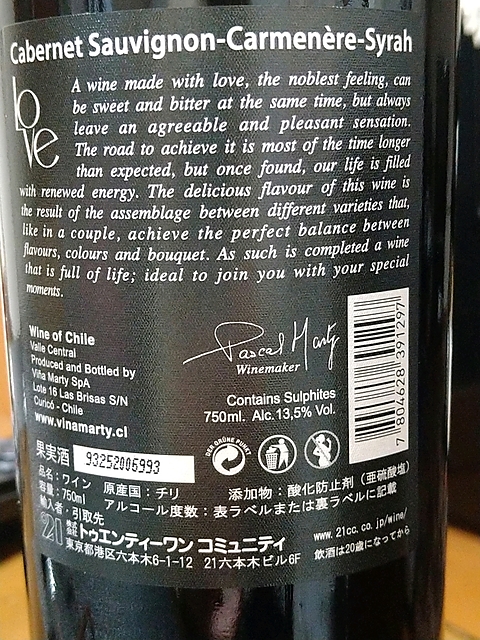 Cabernet Sauvignon-Carmenère-Syrah
love
A wine made with love, the noblest feeling, can
be sweet and bitter at the same time, but always
leave an agreeable and pleasant sensation.
The road to achieve it is most of the time longer
than expected, but once found, our life is filled
with renewed energy. The delicious flavour of this wine is
the result of the assemblage between different varieties that,
like in a couple, achieve the perfect balance between
flavours, colours and bouquet. As such is completed a wine
that is full of life; ideal to join you with your special
moments.
Wine of Chile
Valle Central
Produced and Bottled by
Viña Marty SpA
Lote 16 Las Brisas S/N
Curicó - Chile
www.vinamarty.cl
Pascal Marty
Winemaker
Contains Sulphites
750ml. Alc.13,5% Vol.
7 804628 391297
DER GRÜNE PUNKT
果実酒 93252006993
品名:ワイン 原産国:チリ 添加物:酸化防止剤(亜硫酸塩)
容量:750ml アルコール度数:表ラベルまたは裏ラベルに記載
輸入者・引取先
21 株式会社 トゥエンティーワン コミュニティ www.21cc.co.jp/wine/
東京都港区六本木6-1-12 21六本木ビル6F 飲酒は20歳になってから